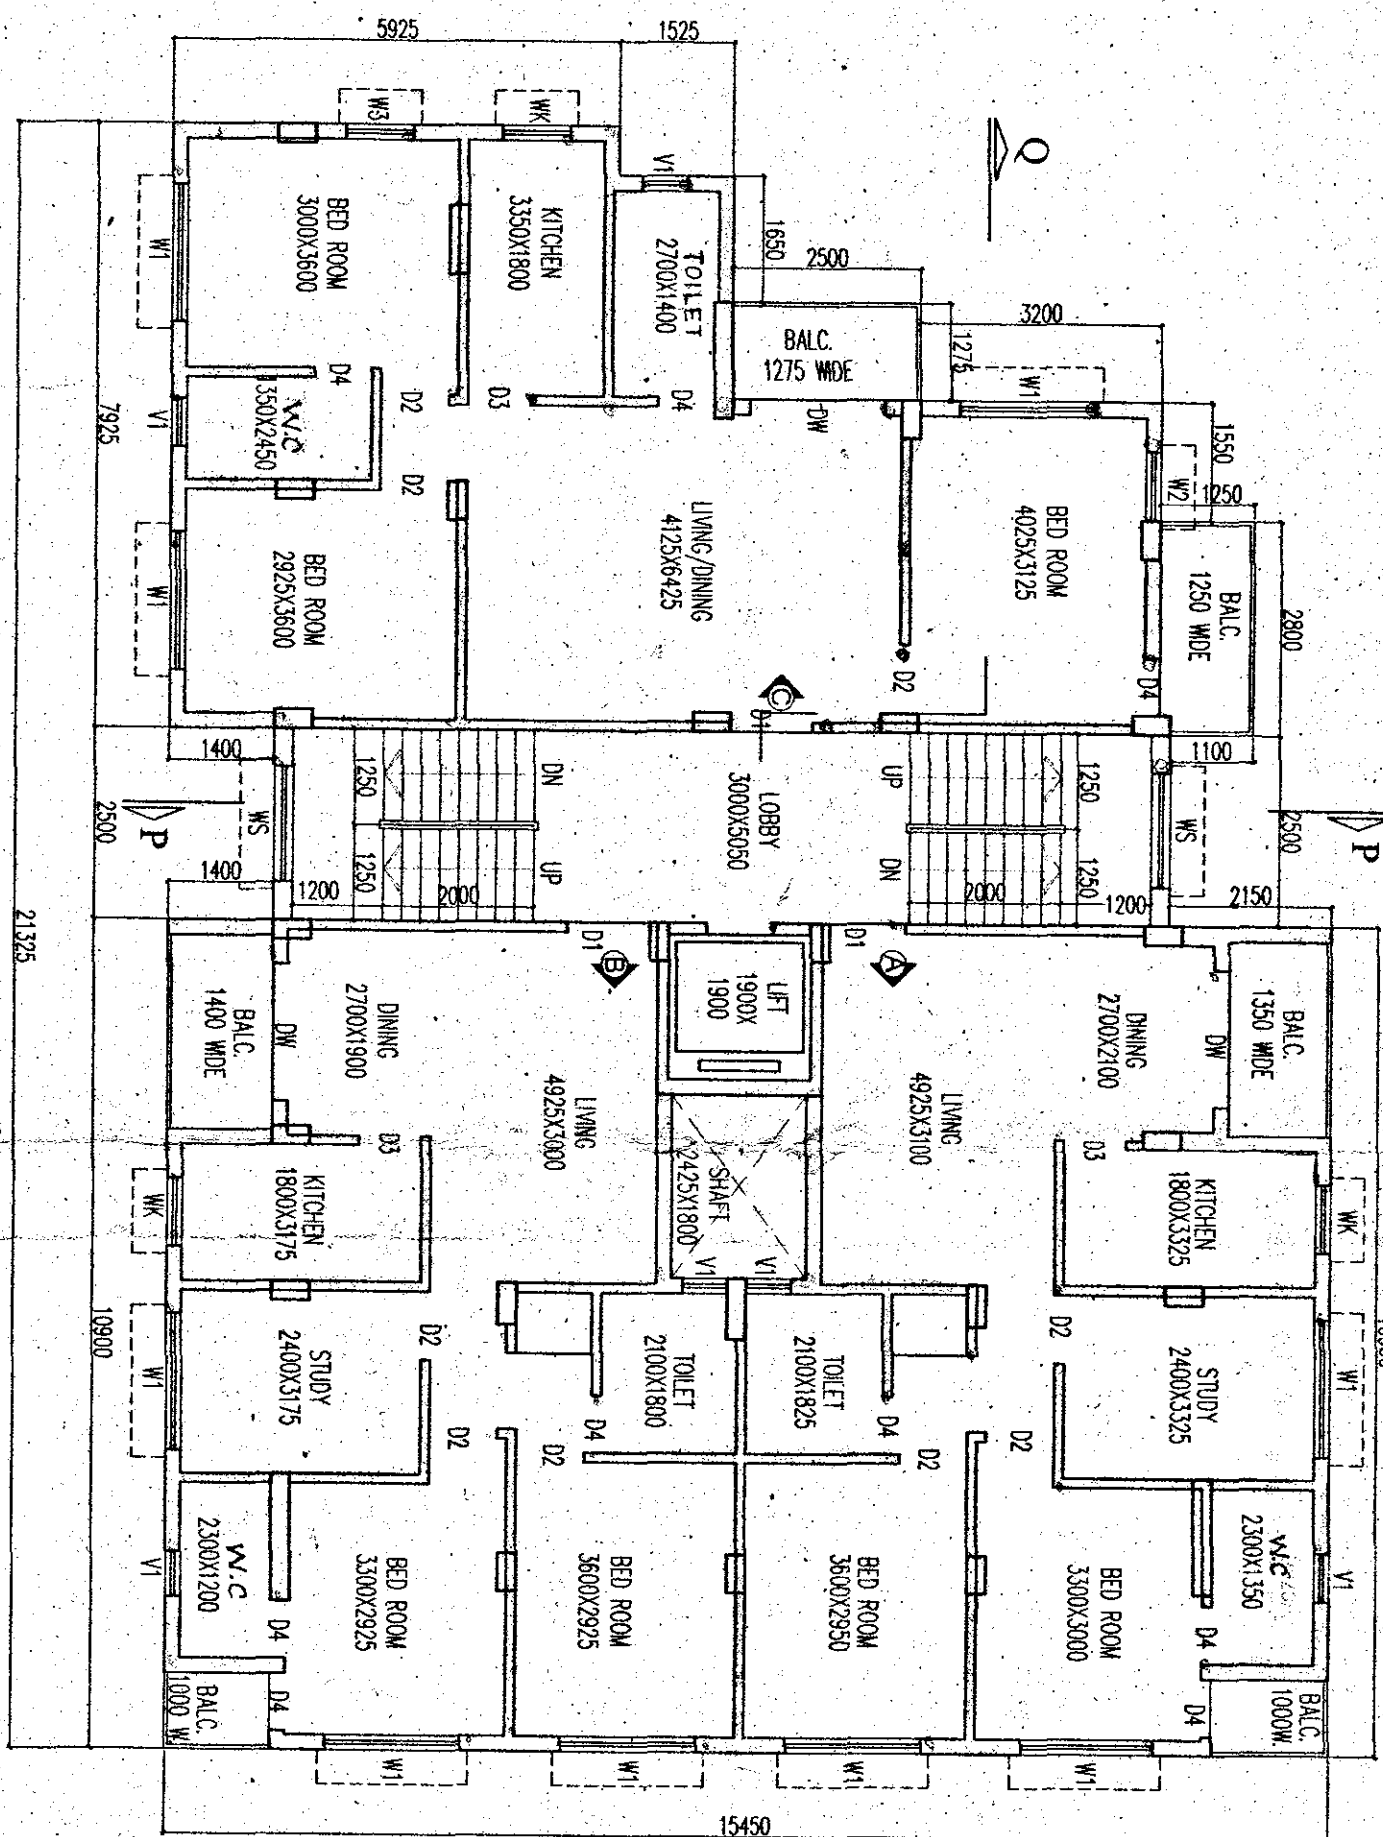 5925
1525
Q
W3
WK
V1
1650
2500
3200
1275
BED ROOM
3000X3600
KITCHEN
3350X1800
TOILET
2700X1400
BALC.
1275 WIDE
W1
W1
1550
W2
1250
D4
D2
D3
D4
DW
7925
V1
W.C
1350X2450
D2
W1
BED ROOM
2925X3600
LIVING/DINING
4125X6425
BED ROOM
4025X3125
BALC.
1250 WIDE
2800
D2
D4
C
D1
1400
1100
WS
1250
DN
LOBBY
3000X5050
UP
1250
WS
2500
P
2500
P
1400
1250
UP
DN
1250
1200
2000
2000
1200
2150
21325
D1
B
D1
A
LIFT
1900X
1900
BALC.
1400 WIDE
DW
DINING
2700X1900
LIVING
4925X3000
LIVING
4925X3100
DINING
2700X2100
DW
BALC.
1350 WIDE
D3
D3
SHAFT
2425X1800
WK
KITCHEN
1800X3175
KITCHEN
1800X3325
WK
V1
V1
10900
W1
STUDY
2400X3175
D2
TOILET
2100X1800
TOILET
2100X1825
D2
STUDY
2400X3325
W1
D2
D4
D4
D2
D2
D2
V1
W.C
2300X1200
BED ROOM
3300X2925
BED ROOM
3600X2925
BED ROOM
3600X2950
BED ROOM
3300X3000
W.C
2300X1350
V1
D4
D4
BALC.
1000 W.
D4
D4
BALC.
1000W.
W1
W1
W1
W1
15450